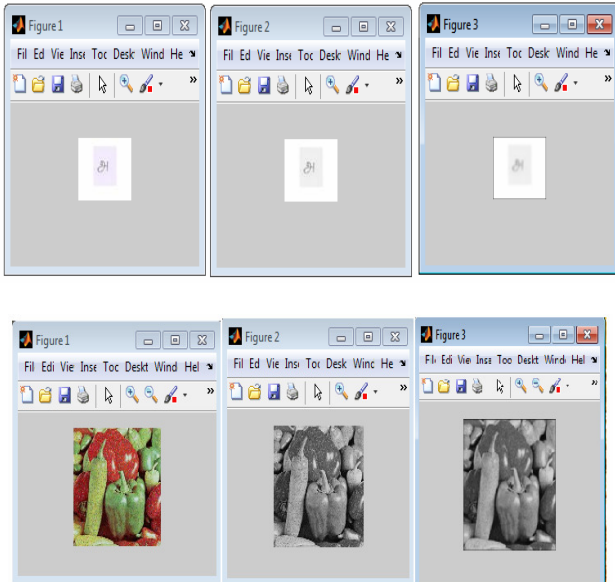 Figure 1
Fil Ed Vie Inse Toc Desk Wind He
Figure 2
Fil Ed Vie Inse Toc Desk Wind He
Figure 3
Fil Ed Vie Inse Toc Desk Wind He
Figure 1
Fil Edi Vie Inse Toc Deskt Wind Hel
Figure 2
Fil Ed Vie Inse Toc Desk Winc He
Figure 3
Fil Edi Viei Inse Too Deskt Wind Hel